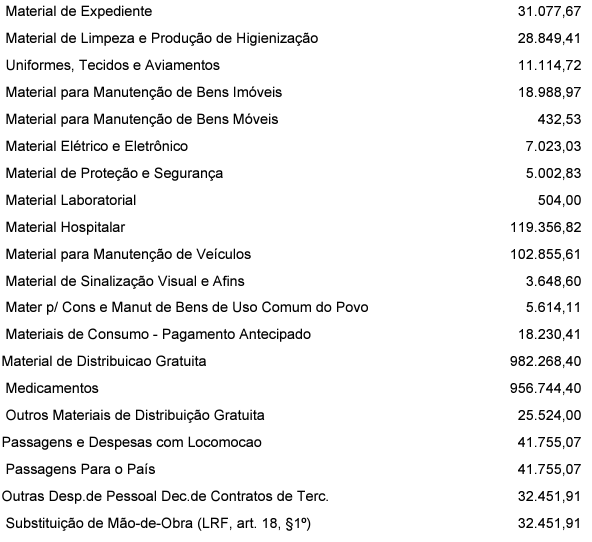 Material de Expediente 31.077,67
Material de Limpeza e Produção de Higienização 28.849,41
Uniformes, Tecidos e Aviamentos 11.114,72
Material para Manutenção de Bens Imóveis 18.988,97
Material para Manutenção de Bens Móveis 432,53
Material Elétrico e Eletrônico 7.023,03
Material de Proteção e Segurança 5.002,83
Material Laboratorial 504,00
Material Hospitalar 119.356,82
Material para Manutenção de Veículos 102.855,61
Material de Sinalização Visual e Afins 3.648,60
Mater p/ Cons e Manut de Bens de Uso Comum do Povo 5.614,11
Materiais de Consumo - Pagamento Antecipado 18.230,41
Material de Distribuicao Gratuita 982.268,40
Medicamentos 956.744,40
Outros Materiais de Distribuição Gratuita 25.524,00
Passagens e Despesas com Locomocao 41.755,07
Passagens Para o País 41.755,07
Outras Desp.de Pessoal Dec.de Contratos de Terc. 32.451,91
Substituição de Mão-de-Obra (LRF, art. 18, §1º) 32.451,91